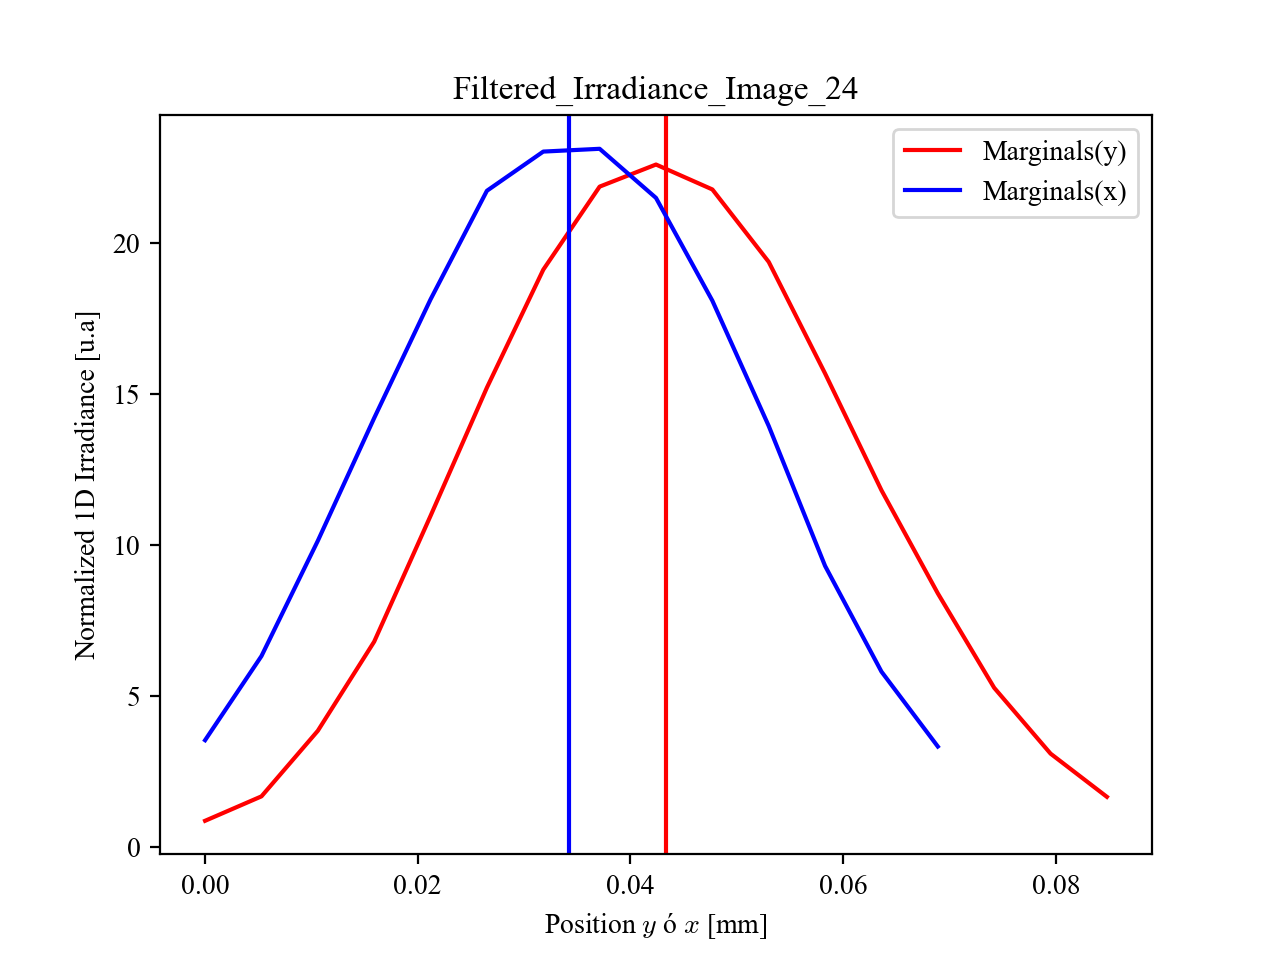 Filtered_Irradiance_Image_24
Marginals(y)
Marginals(x)
Normalized 1D Irradiance [u.a]
20
15
10
5
0
0.00 0.02 0.04 0.06 0.08
Position y ó x [mm]